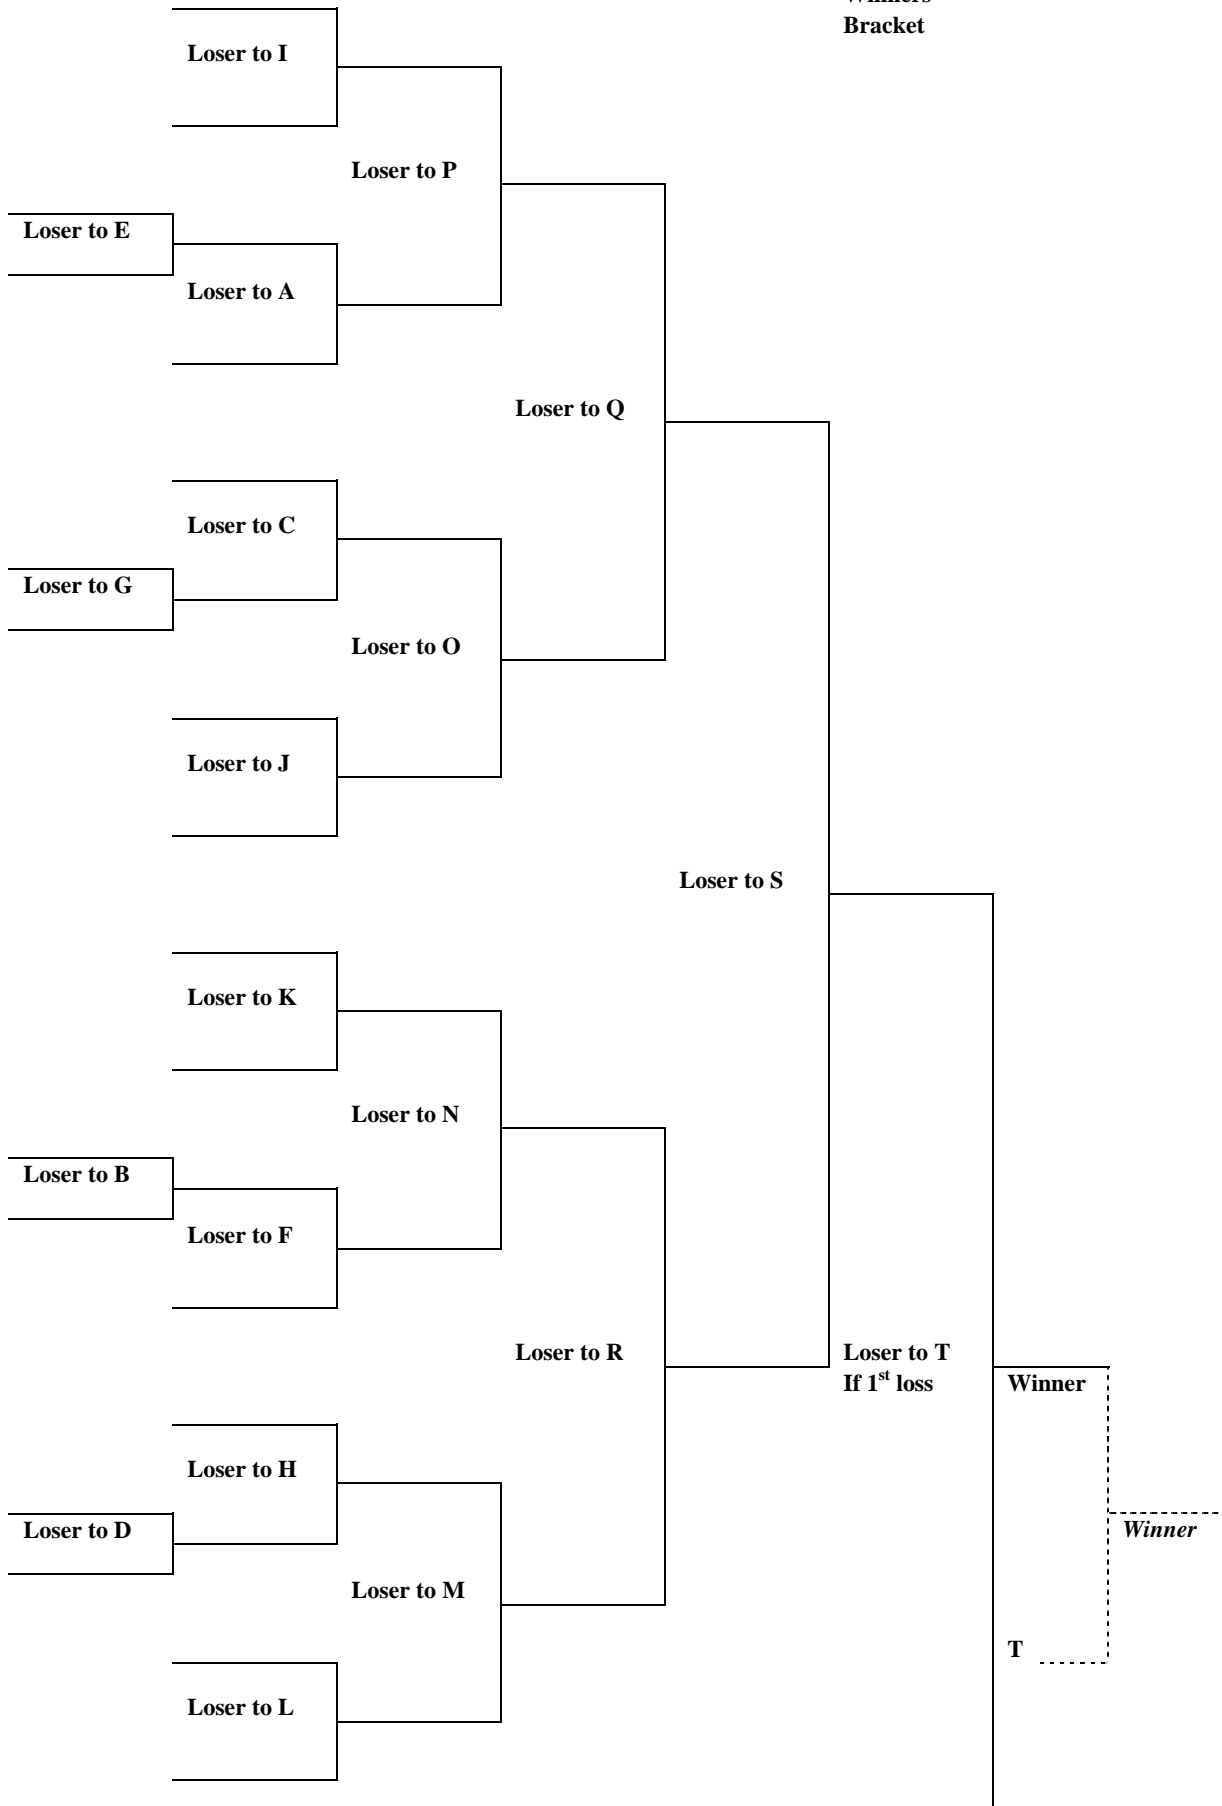 Winners
Bracket
Loser to I
Loser to P
Loser to E
Loser to A
Loser to Q
Loser to C
Loser to G
Loser to O
Loser to J
Loser to S
Loser to K
Loser to N
Loser to B
Loser to F
Loser to R
Loser to T
If 1st loss
Winner
Loser to H
Loser to D
Winner
Loser to M
T
Loser to L